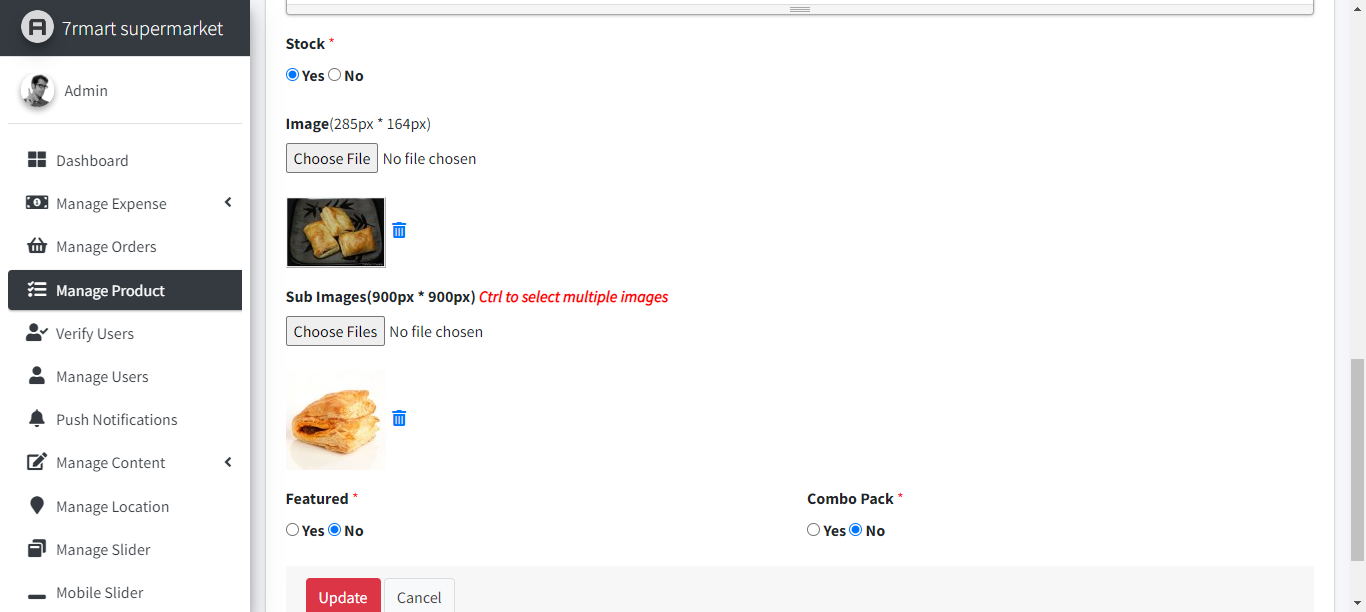 7rmart supermarket
Admin
Dashboard
Manage Expense
Manage Orders
Manage Product
Verify Users
Manage Users
Push Notifications
Manage Content
Manage Location
Manage Slider
Mobile Slider
Stock *
Yes No
Image(285px * 164px)
Choose File No file chosen
Sub Images(900px * 900px) Ctrl to select multiple images
Choose Files No file chosen
Featured *
Yes No
Combo Pack *
Yes No
Update Cancel